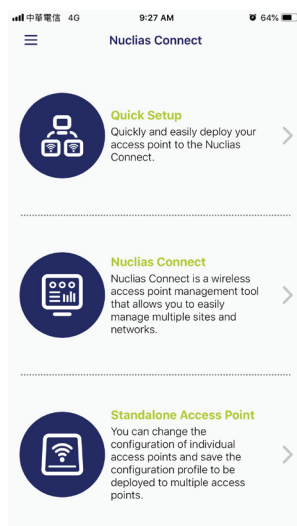 中華電信 4G 9:27 AM 64%
Nuclias Connect
Quick Setup
Quickly and easily deploy your
access point to the Nuclias
Connect.
Nuclias Connect
Nuclias Connect is a wireless
access point management tool
that allows you to easily
manage multiple sites and
networks.
Standalone Access Point
You can change the
configuration of individual
access points and save the
configuration profile to be
deployed to multiple access
points.